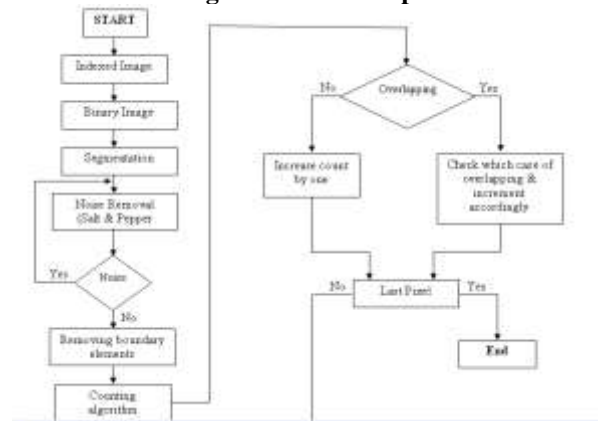 START
Indexed Image
Binary Image
Segmentation
Noise Removal
(Salt & Pepper
Yes
Noise
No
Removing boundary
elements
Counting
algorithm
No
Overlapping
Yes
Increase count
by one
Check which case of
overlapping &
increment
accordingly
No
Last Pixel
Yes
End